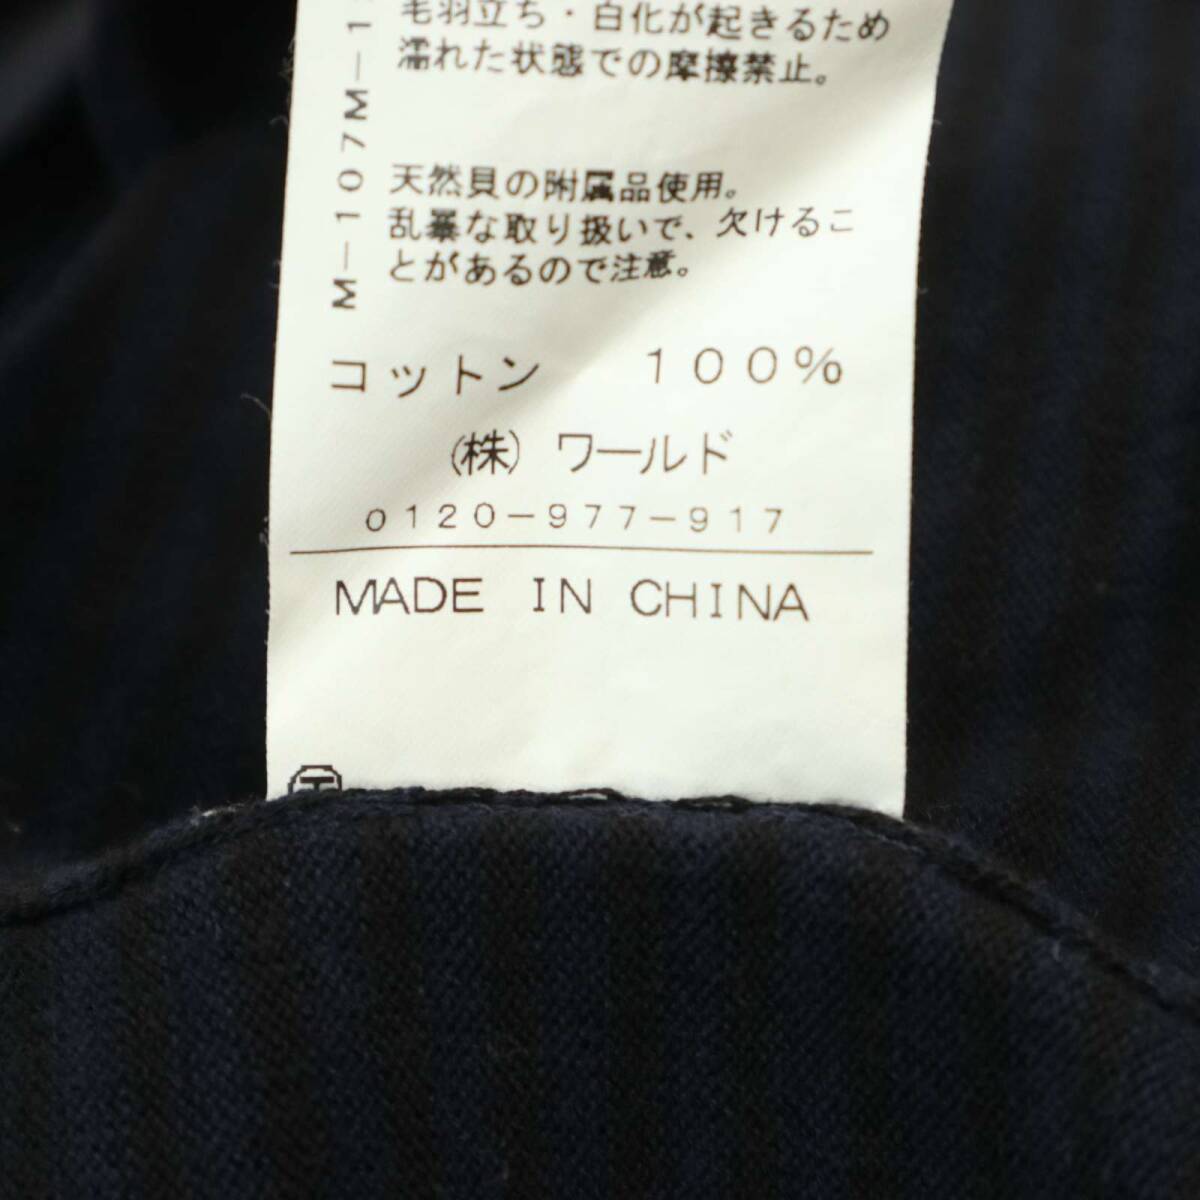 毛羽立ち・白化が起きるため
濡れた状態での摩擦禁止。
天然貝の附属品使用。
乱暴な取り扱いで、欠けるこ
とがあるので注意。
M-107M-1
コットン 100%
(株) ワールド
0120-977-917
MADE IN CHINA